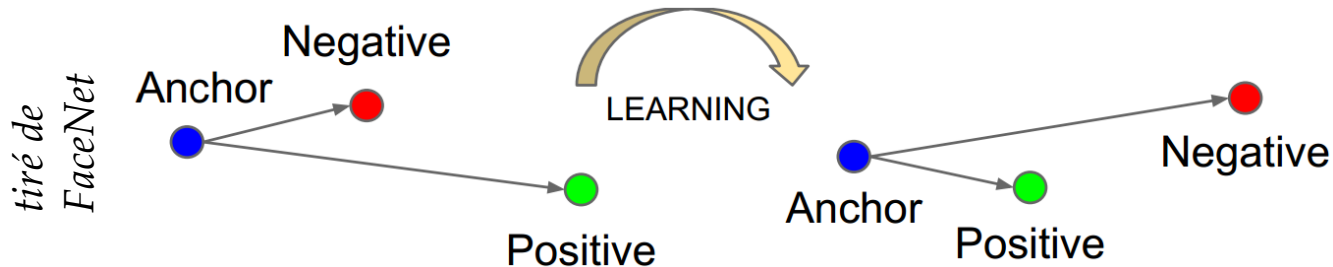 tiré de
FaceNet
Negative
Anchor
Positive
LEARNING
Negative
Anchor
Positive